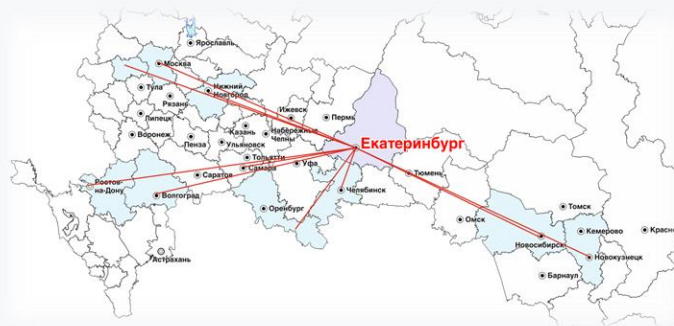 Ярославль
Москва
Тула
Рязань
Нижний
Новгород
Липецк
Воронеж
Ижевск
Пермь
Казань
Набережные
Челны
Пенза
Ульяновск
Екатеринбург
Тольятти
Самара
Уфа
Саратов
Тюмень
Ростов-
на-Дону
Волгоград
Челябинск
Оренбург
Омск
Томск
Новосибирск
Кемерово
Красно
Новокузнецк
Барнаул
Астрахань